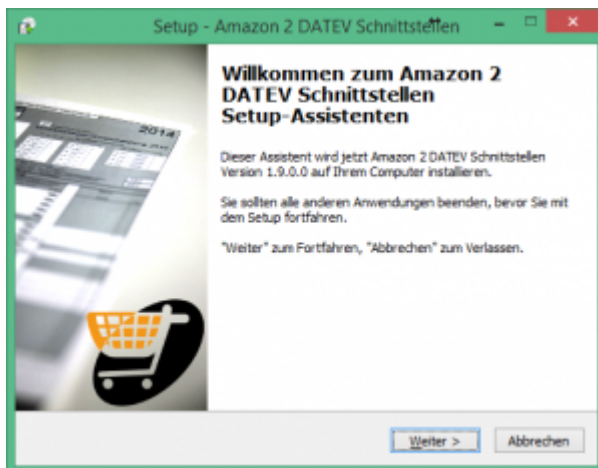 Setup - Amazon 2 DATEV Schnittstellen
2014
Willkommen zum Amazon 2
DATEV Schnittstellen
Setup-Assistenten
Dieser Assistent wird jetzt Amazon 2 DATEV Schnittstellen
Version 1.9.0.0 auf Ihrem Computer installieren.
Sie sollten alle anderen Anwendungen beenden, bevor Sie mit
dem Setup fortfahren.
"Weiter" zum Fortfahren, "Abbrechen" zum Verlassen.
Weiter >
Abbrechen